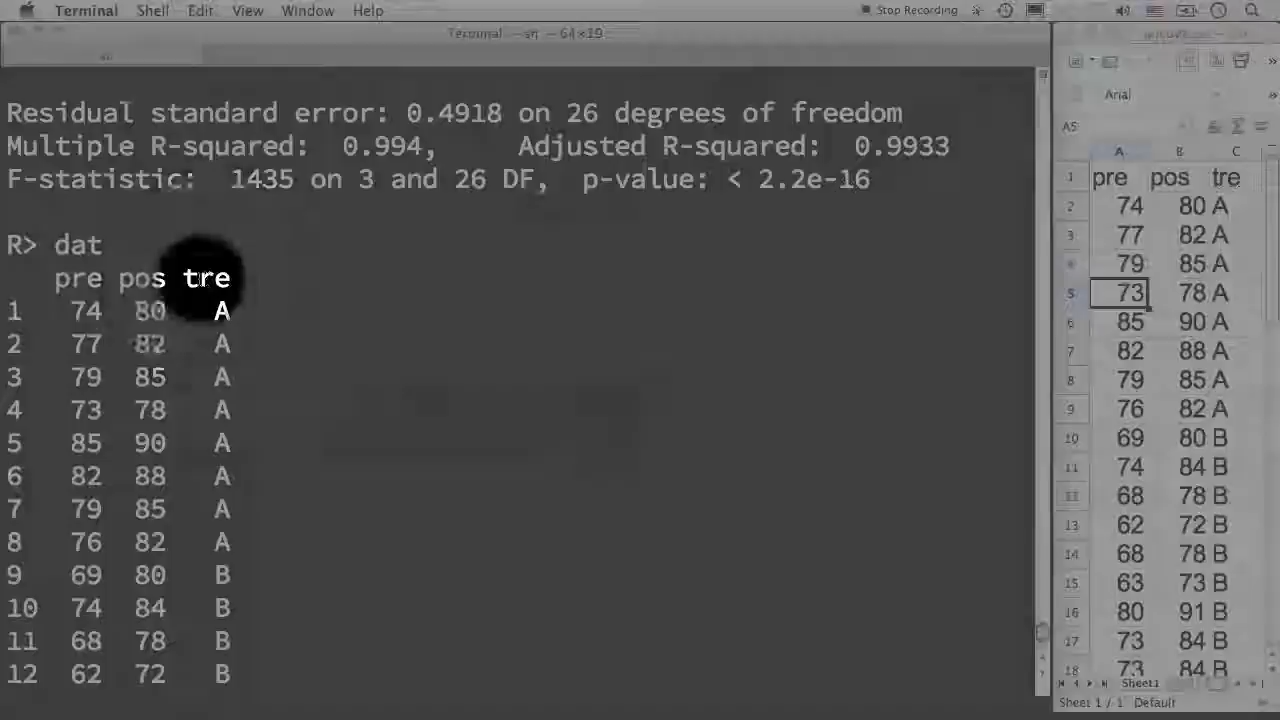 Terminal Shell Edit View Window Help Stop Recording
Residual standard error: 0.4918 on 26 degrees of freedom
Multiple R-squared: 0.994, Adjusted R-squared: 0.9933
F-statistic: 1435 on 3 and 26 DF, p-value: < 2.2e-16
R> dat
pre pos tre
1 74 80 A
2 77 82 A
3 79 85 A
4 73 78 A
5 85 90 A
6 82 88 A
7 79 85 A
8 76 82 A
9 69 80 B
10 74 84 B
11 68 78 B
12 62 72 B
Arial
A5
A B C
1 pre pos tre
2 74 80 A
3 77 82 A
4 79 85 A
5 73 78 A
6 85 90 A
7 82 88 A
8 79 85 A
9 76 82 A
10 69 80 B
11 74 84 B
12 68 78 B
13 62 72 B
14 68 78 B
15 63 73 B
16 80 91 B
17 73 84 B
18 73 84 B
Sheet1
Sheet 1 / 1 Default